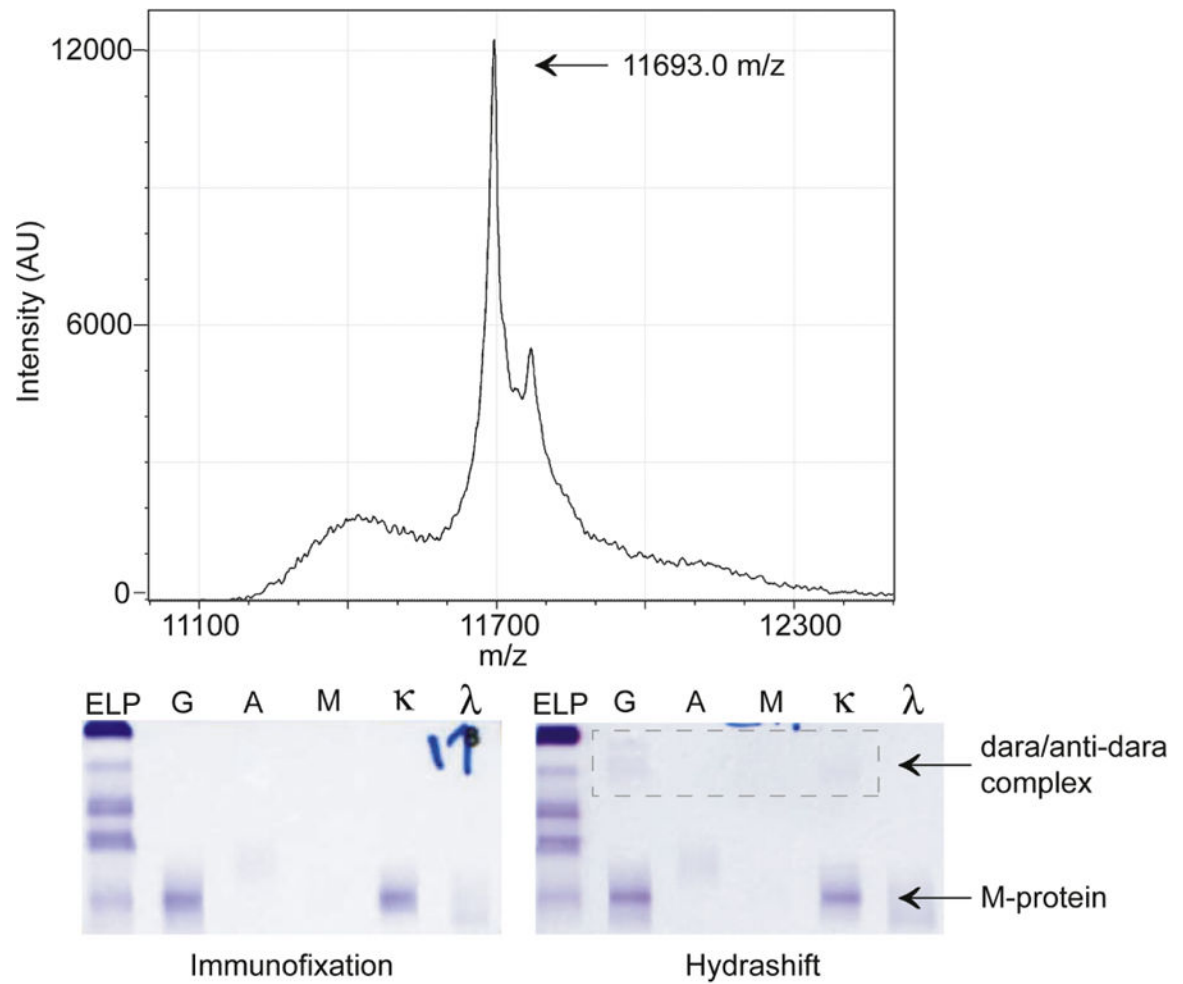 12000
11693.0 m/z
Intensity (AU)
6000
0
11100 11700 12300
m/z
ELP G A M κ λ
ELP G A M κ λ
dara/anti-dara
complex
M-protein
Immunofixation
Hydrashift